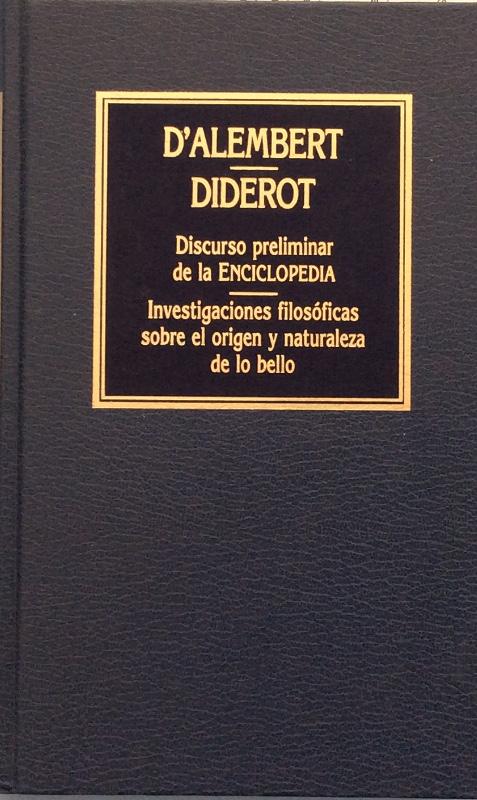 D'ALEMBERT
DIDEROT
Discurso preliminar
de la ENCICLOPEDIA
Investigaciones filosóficas
sobre el origen y naturaleza
de lo bello